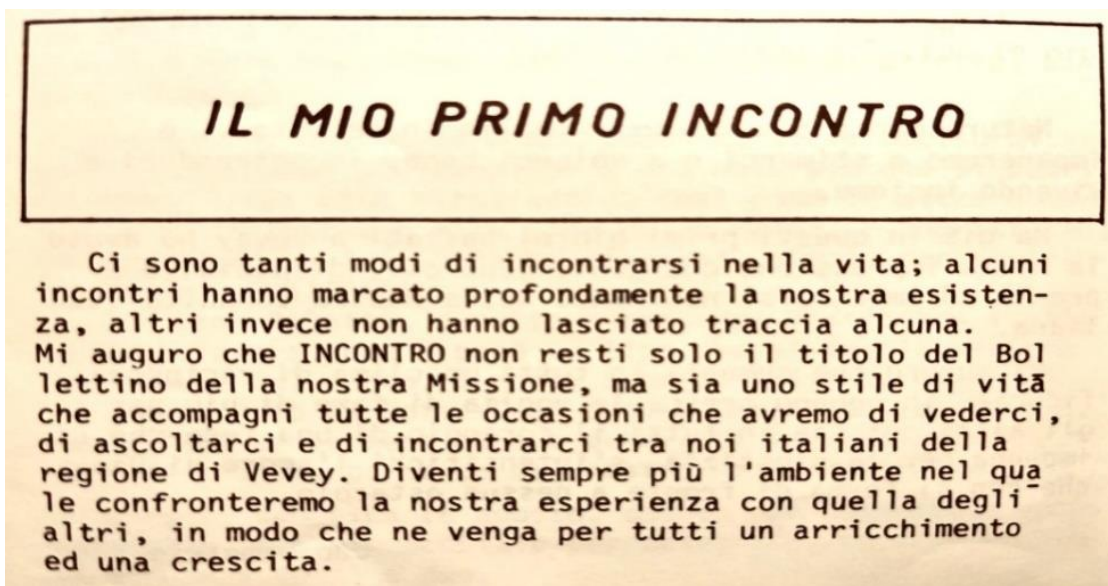 IL MIO PRIMO INCONTRO
Ci sono tanti modi di incontrarsi nella vita; alcuni
incontri hanno marcato profondamente la nostra esisten-
za, altri invece non hanno lasciato traccia alcuna.
Mi auguro che INCONTRO non resti solo il titolo del Bol
lettino della nostra Missione, ma sia uno stile di vita
che accompagni tutte le occasioni che avremo di vederci,
di ascoltarci e di incontrarci tra noi italiani della
regione di Vevey. Diventi sempre più l'ambiente nel qua
le confronteremo la nostra esperienza con quella degli
altri, in modo che ne venga per tutti un arricchimento
ed una crescita.